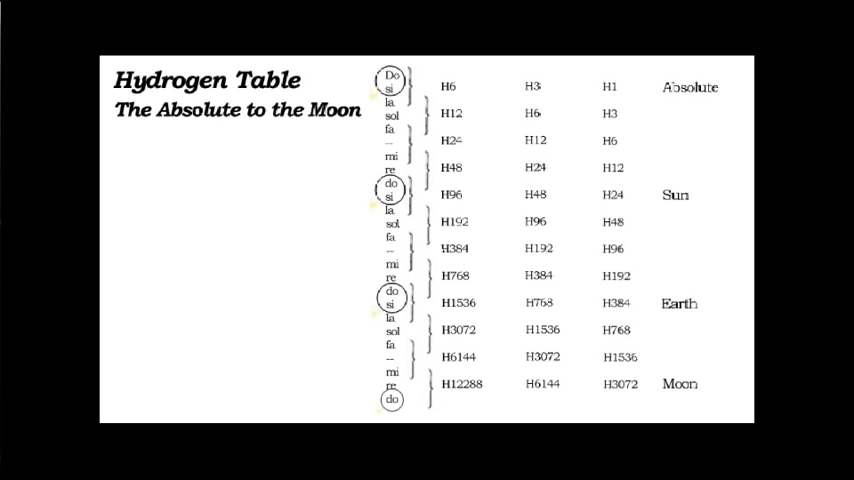 Hydrogen Table
The Absolute to the Moon
Do
si
la
sol
fa
--
mi
re
do
si
la
sol
fa
--
mi
re
do
si
la
sol
fa
--
mi
re
do
H6 H3 H1 Absolute
H12 H6 H3
H24 H12 H6
H48 H24 H12
H96 H48 H24 Sun
H192 H96 H48
H384 H192 H96
H768 H384 H192
H1536 H768 H384 Earth
H3072 H1536 H768
H6144 H3072 H1536
H12288 H6144 H3072 Moon